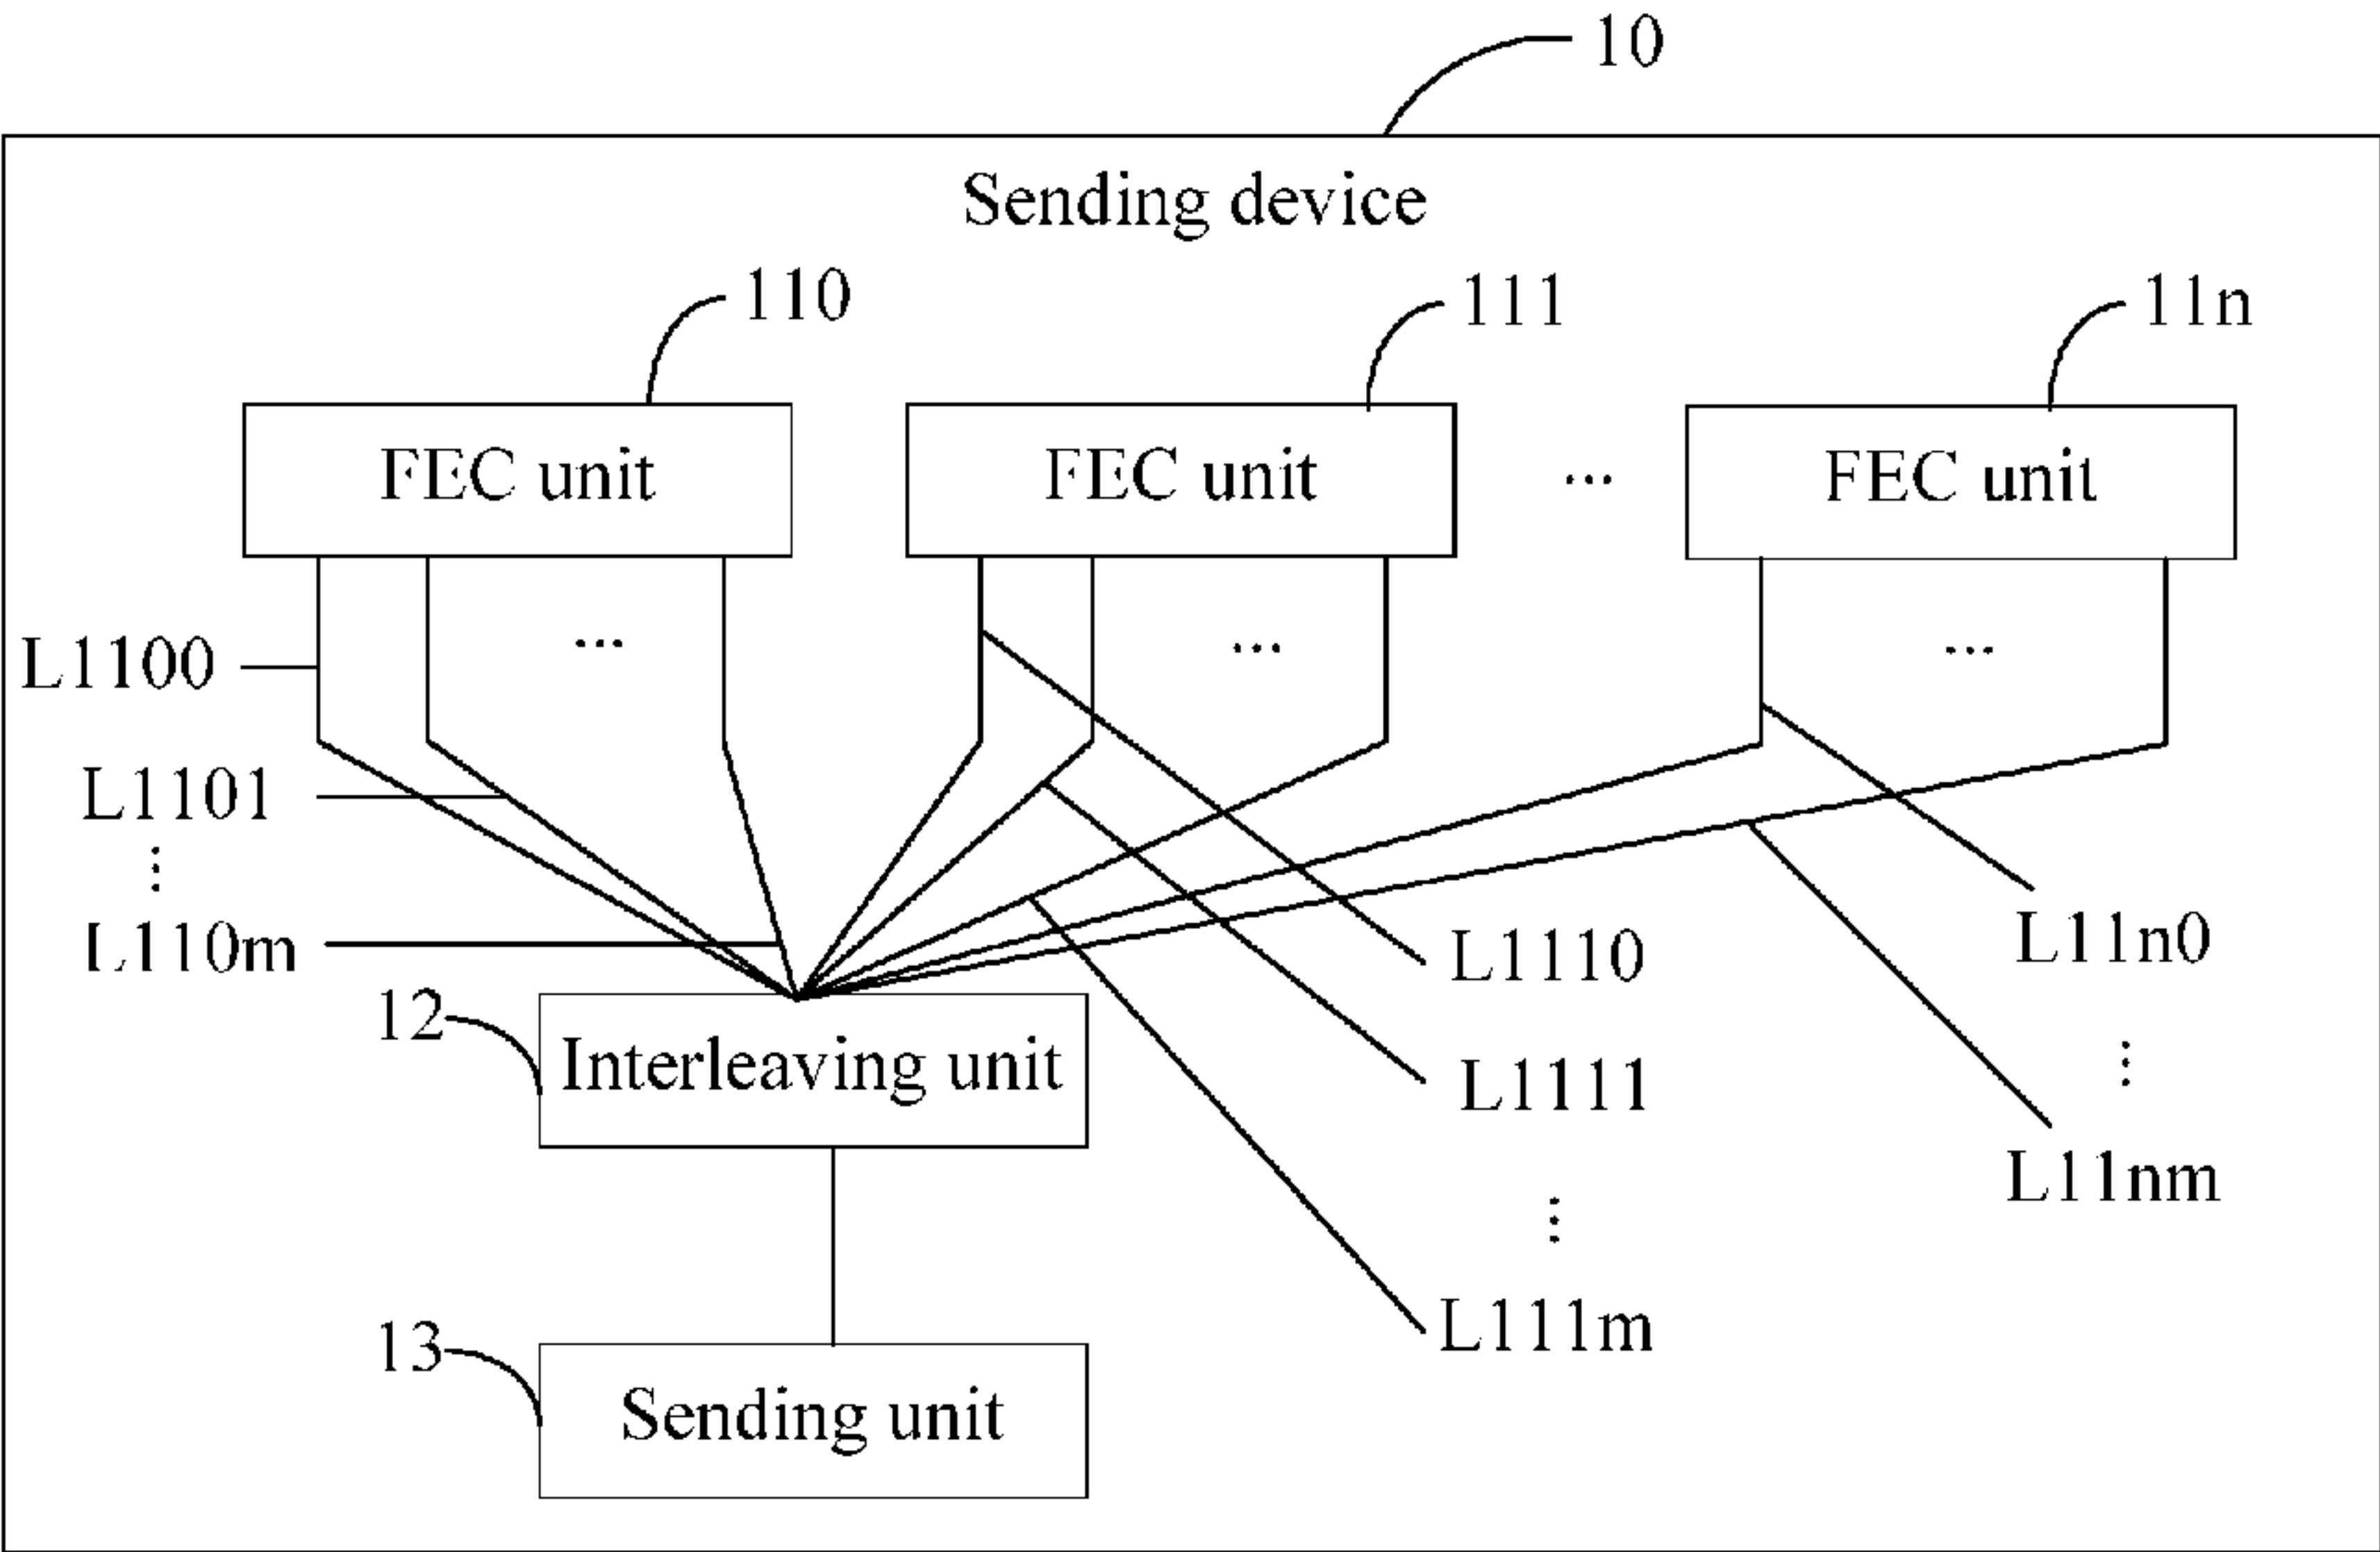 10
Sending device
110
111
11n
FEC unit
FEC unit
...
FEC unit
...
...
...
L1100
L1101
⋮
L110m
L1110
L1111
⋮
L111m
L11n0
⋮
L11nm
12
Interleaving unit
13
Sending unit